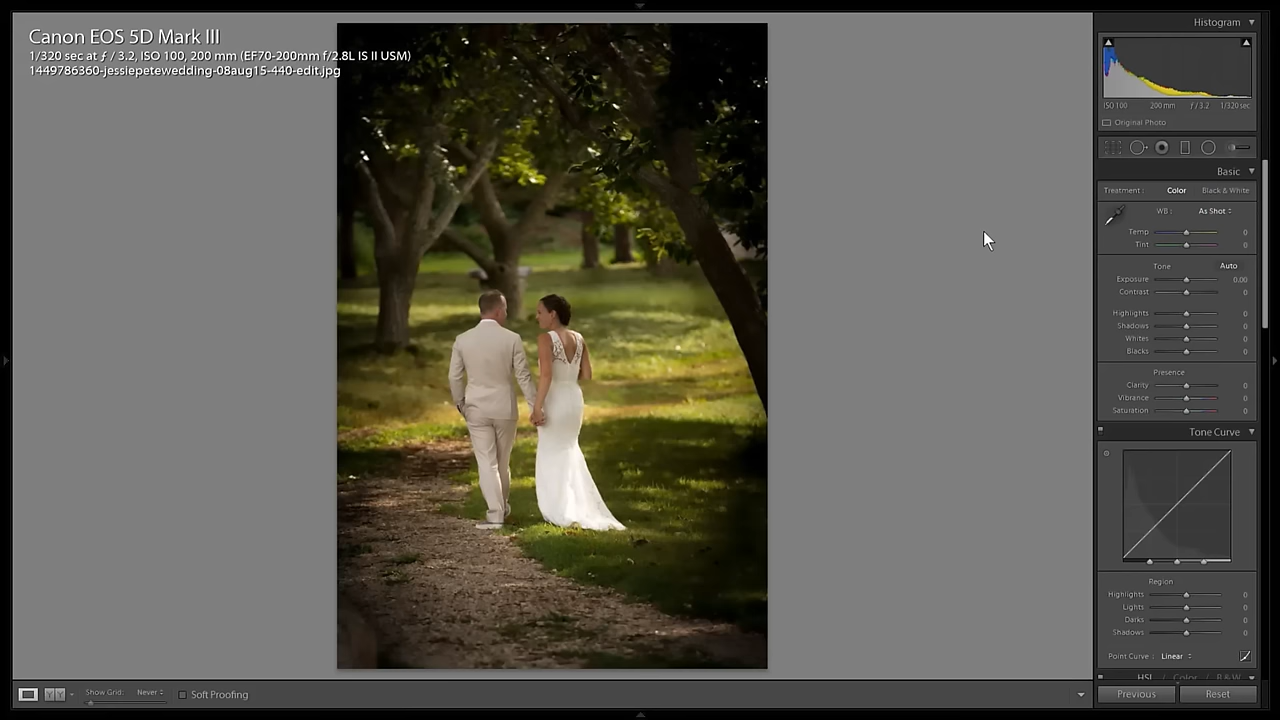 Canon EOS 5D Mark III
1/320 sec at ƒ / 3.2, ISO 100, 200 mm (EF70-200mm f/2.8L IS II USM)
1449786360-jessiepetewedding-08aug15-440-edit.jpg
Histogram
ISO 100 200 mm ƒ / 3.2 1/320 sec
Original Photo
Basic
Treatment : Color Black & White
WB : As Shot
Temp 0
Tint 0
Tone Auto
Exposure 0.00
Contrast 0
Highlights 0
Shadows 0
Whites 0
Blacks 0
Presence
Clarity 0
Vibrance 0
Saturation 0
Tone Curve
Region
Highlights 0
Lights 0
Darks 0
Shadows 0
Point Curve : Linear
HSL / Color / B & W
Previous Reset
Y Y Show Grid: Never Soft Proofing